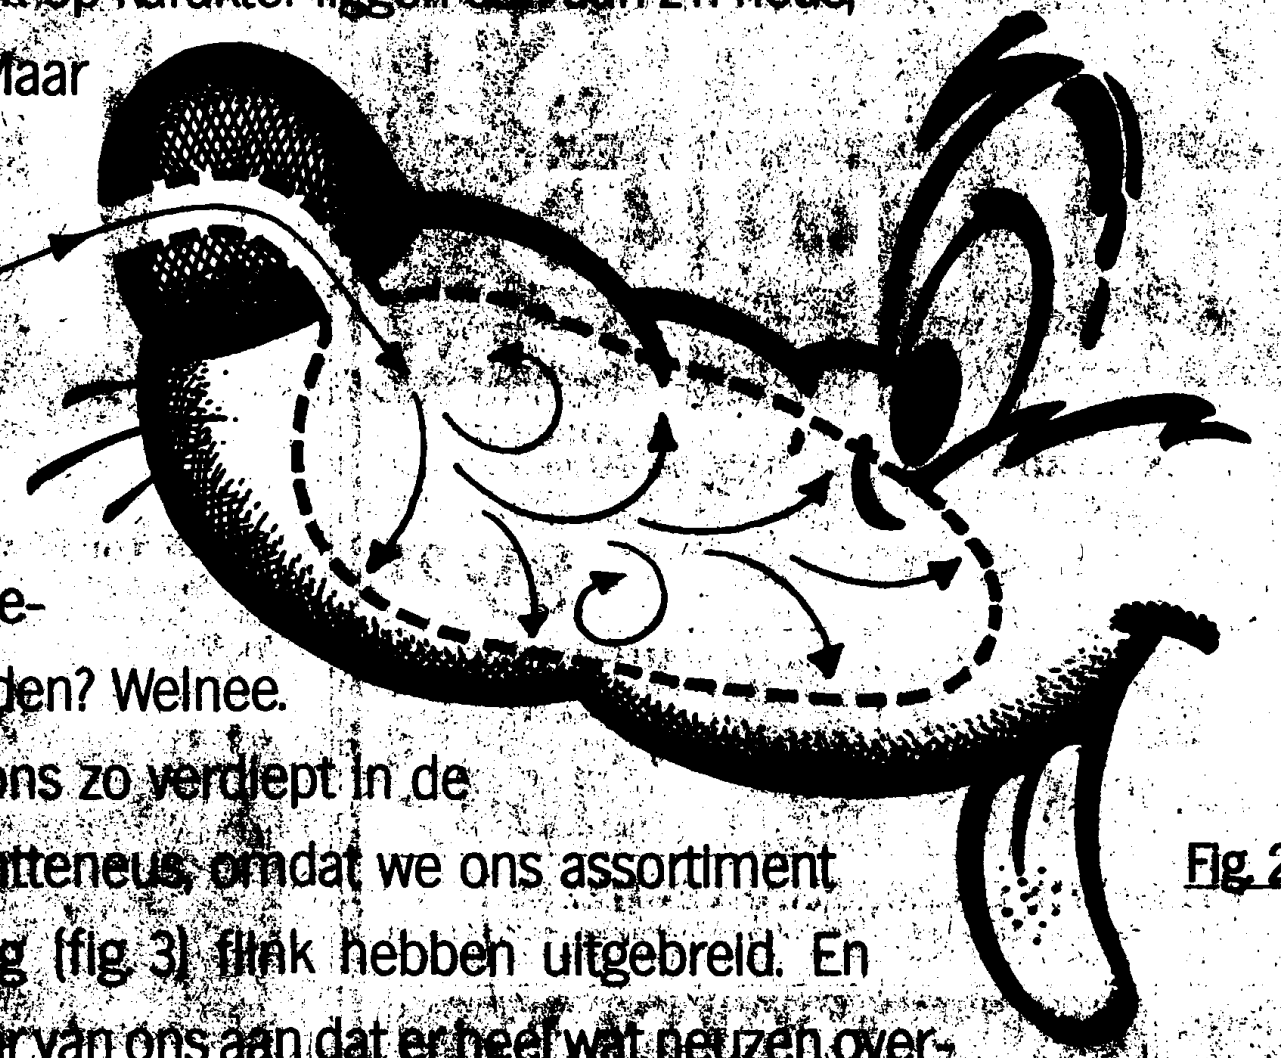 Maar
e-
den? Welnee.
ons zo verdiept in de
tteneus, omdat we ons assortiment
g (fig. 3) flink hebben uitgebreid. En
r van ons aan dat er heel wat neuzen over-
Fig. 2